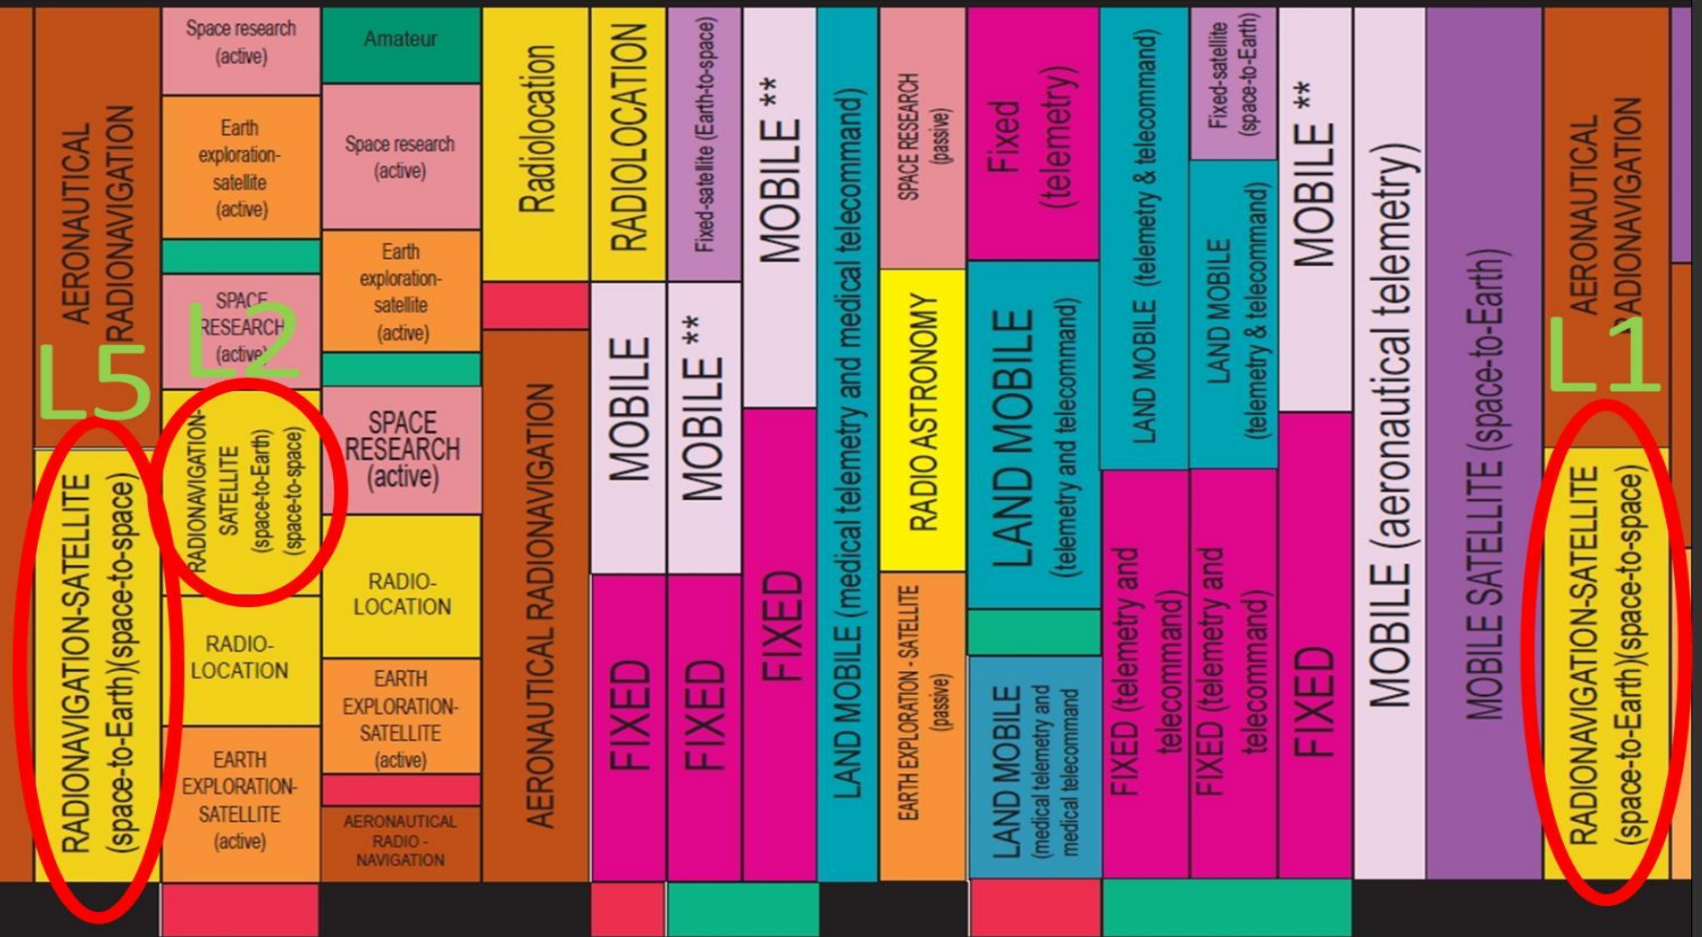 AERONAUTICAL
RADIONAVIGATION
L5
RADIONAVIGATION-SATELLITE
(space-to-Earth)(space-to-space)
Space research
(active)
Earth
exploration-
satellite
(active)
SPACE
RESEARCH
(active)
L2
RADIONAVIGATION-
SATELLITE
(space-to-Earth)
(space-to-space)
RADIO-
LOCATION
EARTH
EXPLORATION-
SATELLITE
(active)
Amateur
Space research
(active)
Earth
exploration-
satellite
(active)
SPACE
RESEARCH
(active)
RADIO-
LOCATION
EARTH
EXPLORATION-
SATELLITE
(active)
AERONAUTICAL
RADIO -
NAVIGATION
Radiolocation
AERONAUTICAL RADIONAVIGATION
RADIOLOCATION
MOBILE
FIXED
Fixed-satellite (Earth-to-space)
MOBILE **
FIXED
MOBILE **
FIXED
LAND MOBILE (medical telemetry and medical telecommand)
SPACE RESEARCH
(passive)
RADIO ASTRONOMY
EARTH EXPLORATION - SATELLITE
(passive)
Fixed
(telemetry)
LAND MOBILE
(telemetry and telecommand)
LAND MOBILE
(medical telemetry and
medical telecommand
LAND MOBILE (telemetry & telecommand)
FIXED (telemetry and
telecommand)
Fixed-satellite
(space-to-Earth)
LAND MOBILE
(telemetry & telecommand)
FIXED (telemetry and
telecommand)
MOBILE **
FIXED
MOBILE (aeronautical telemetry)
MOBILE SATELLITE (space-to-Earth)
AERONAUTICAL
RADIONAVIGATION
L1
RADIONAVIGATION-SATELLITE
(space-to-Earth)(space-to-space)